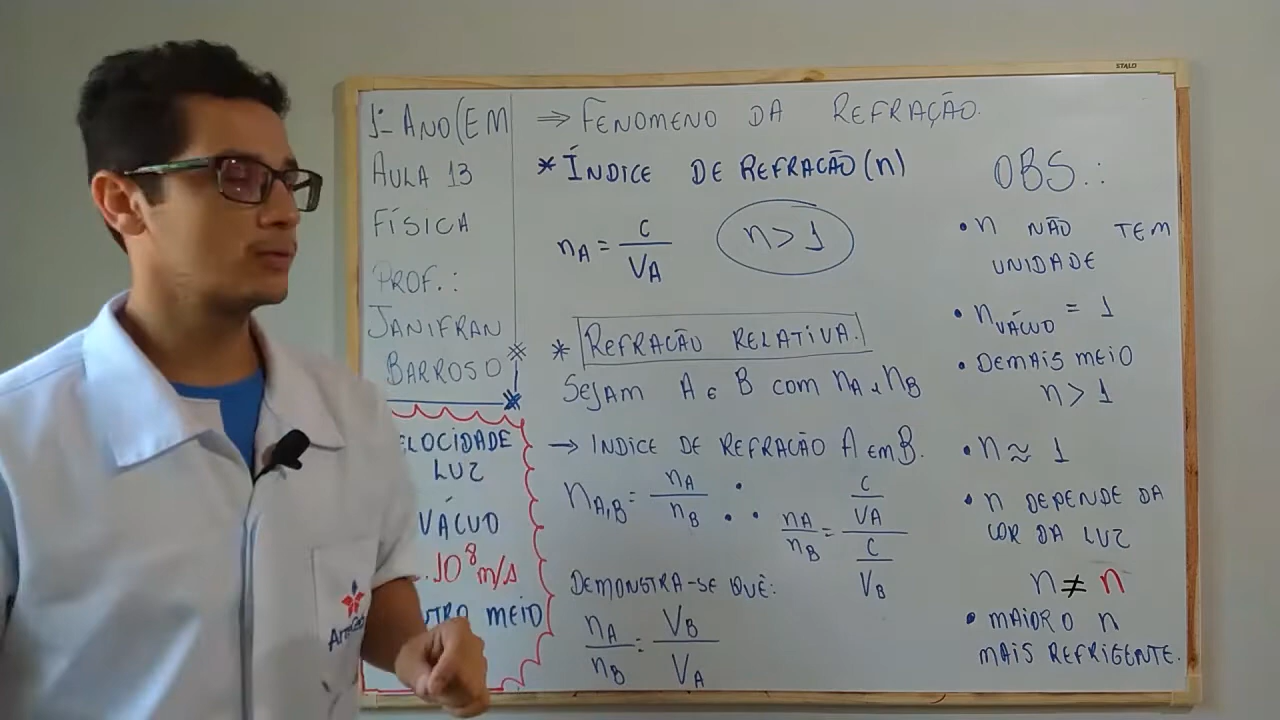 1º ANO(EM
AULA 13
FÍSICA
PROF.:
JANIFRAN
BARROSO
ELOCIDADE
LUZ
VÁCUO
.10⁸ m/s
TRO MEIO
⇒ FENOMENO DA REFRAÇÃO.
* ÍNDICE DE REFRAÇÃO (n)
nA = C/VA
n > 1
* REFRAÇÃO RELATIVA.
SEJAM A e B COM nA e nB
→ INDICE DE REFRAÇÃO A EM B.
nA,B = nA/nB ∴ nA/nB = (C/VA)/(C/VB)
DEMONSTRA-SE QUE:
nA/nB = VB/VA
OBS.:
• n NÃO TEM
UNIDADE
• nVÁCUO = 1
• DEMAIS MEIO
n > 1
• n ≈ 1
• n DEPENDE DA
COR DA LUZ
n ≠ n
• MAIOR O n
MAIS REFRIGENTE.
STALO